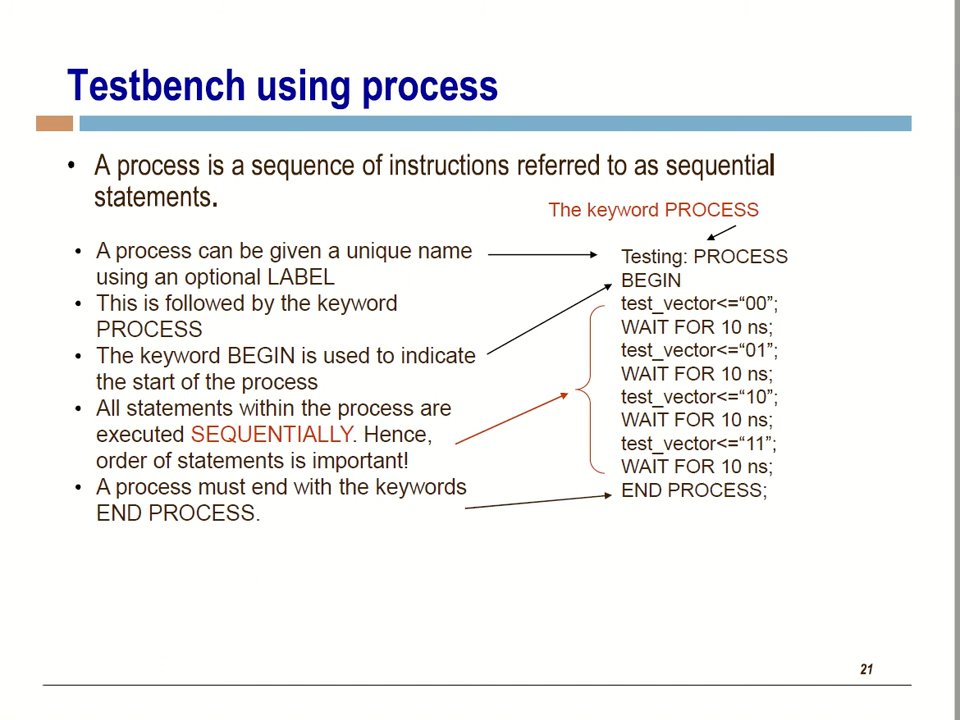 Testbench using process
• A process is a sequence of instructions referred to as sequential
statements.
The keyword PROCESS
• A process can be given a unique name
using an optional LABEL
• This is followed by the keyword
PROCESS
• The keyword BEGIN is used to indicate
the start of the process
• All statements within the process are
executed SEQUENTIALLY. Hence,
order of statements is important!
• A process must end with the keywords
END PROCESS.
Testing: PROCESS
BEGIN
test_vector<=“00”;
WAIT FOR 10 ns;
test_vector<=“01”;
WAIT FOR 10 ns;
test_vector<=“10”;
WAIT FOR 10 ns;
test_vector<=“11”;
WAIT FOR 10 ns;
END PROCESS;
21